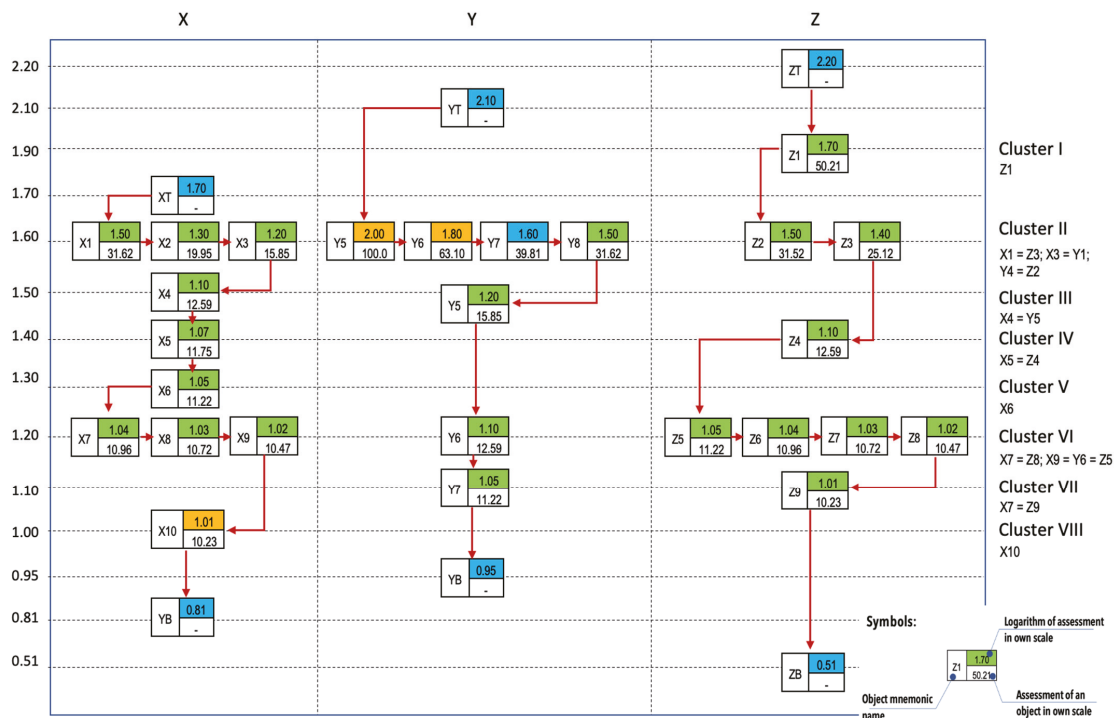 X Y Z
2.20
2.10
1.90
1.70
1.60
1.50
1.40
1.30
1.20
1.10
1.00
0.95
0.81
0.51
XT 1.70
-
X1 1.50
31.62
X2 1.30
19.95
X3 1.20
15.85
X4 1.10
12.59
X5 1.07
11.75
X6 1.05
11.22
X7 1.04
10.96
X8 1.03
10.72
X9 1.02
10.47
X10 1.01
10.23
YB 0.81
-
YT 2.10
-
Y5 2.00
100.0
Y6 1.80
63.10
Y7 1.60
39.81
Y8 1.50
31.62
Y5 1.20
15.85
Y6 1.10
12.59
Y7 1.05
11.22
YB 0.95
-
ZT 2.20
-
Z1 1.70
50.21
Z2 1.50
31.52
Z3 1.40
25.12
Z4 1.10
12.59
Z5 1.05
11.22
Z6 1.04
10.96
Z7 1.03
10.72
Z8 1.02
10.47
Z9 1.01
10.23
ZB 0.51
-
Cluster I
Z1
Cluster II
X1 = Z3; X3 = Y1;
Y4 = Z2
Cluster III
X4 = Y5
Cluster IV
X5 = Z4
Cluster V
X6
Cluster VI
X7 = Z8; X9 = Y6 = Z5
Cluster VII
X7 = Z9
Cluster VIII
X10
Symbols:
Logarithm of assessment
in own scale
Z1 1.70
50.21
Object mnemonic
name
Assessment of an
object in own scale